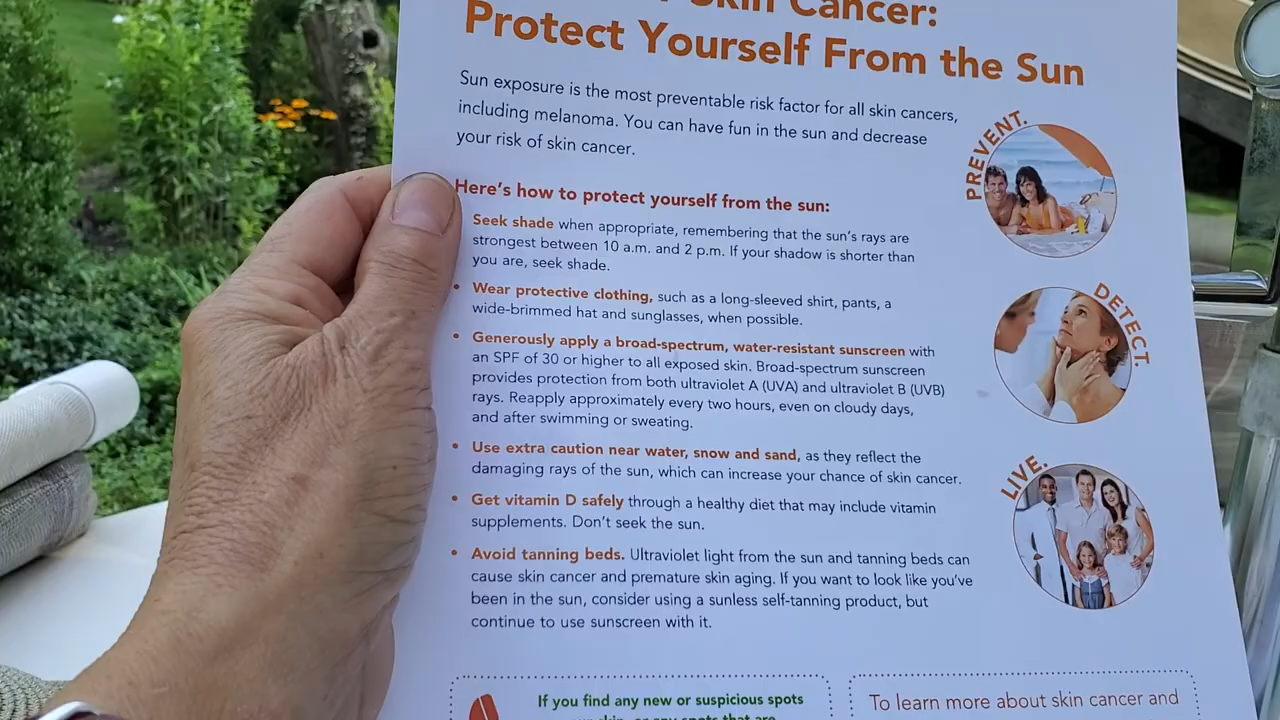 Skin Cancer:
Protect Yourself From the Sun
Sun exposure is the most preventable risk factor for all skin cancers,
including melanoma. You can have fun in the sun and decrease
your risk of skin cancer.
PREVENT.
Here's how to protect yourself from the sun:
Seek shade when appropriate, remembering that the sun's rays are
strongest between 10 a.m. and 2 p.m. If your shadow is shorter than
you are, seek shade.
• Wear protective clothing, such as a long-sleeved shirt, pants, a
wide-brimmed hat and sunglasses, when possible.
DETECT.
• Generously apply a broad-spectrum, water-resistant sunscreen with
an SPF of 30 or higher to all exposed skin. Broad-spectrum sunscreen
provides protection from both ultraviolet A (UVA) and ultraviolet B (UVB)
rays. Reapply approximately every two hours, even on cloudy days,
and after swimming or sweating.
• Use extra caution near water, snow and sand, as they reflect the
damaging rays of the sun, which can increase your chance of skin cancer.
LIVE.
• Get vitamin D safely through a healthy diet that may include vitamin
supplements. Don't seek the sun.
• Avoid tanning beds. Ultraviolet light from the sun and tanning beds can
cause skin cancer and premature skin aging. If you want to look like you've
been in the sun, consider using a sunless self-tanning product, but
continue to use sunscreen with it.
If you find any new or suspicious spots
skin, or any spots that are
To learn more about skin cancer and